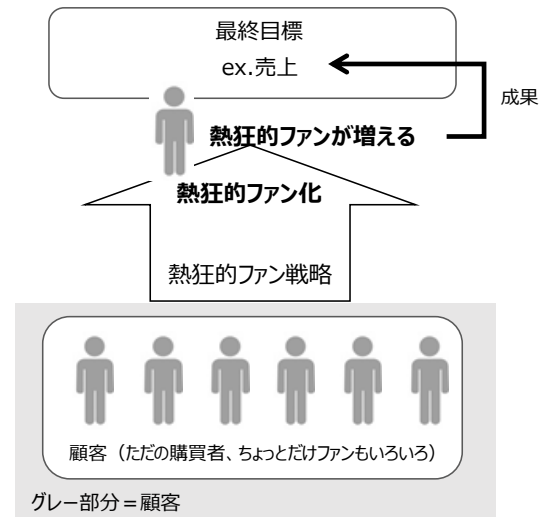 最終目標
ex.売上
成果
熱狂的ファンが増える
熱狂的ファン化
熱狂的ファン戦略
顧客（ただの購買者、ちょっとだけファンもいろいろ）
グレー部分＝顧客